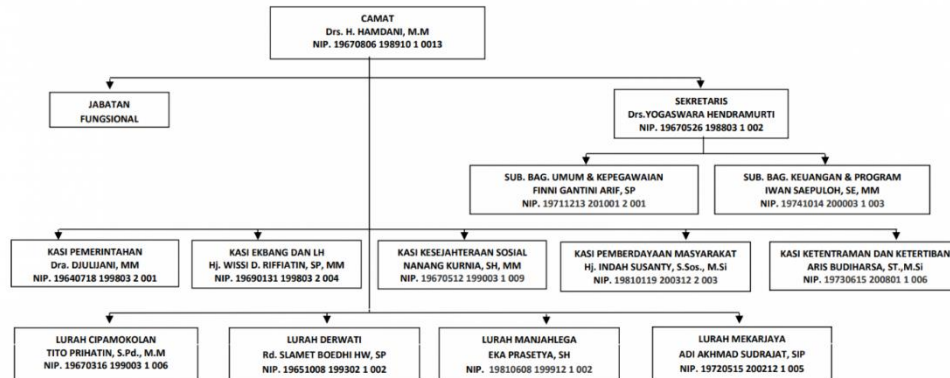 CAMAT
Drs. H. HAMDANI, M.M
NIP. 19670806 198910 1 0013
JABATAN
FUNGSIONAL
SEKRETARIS
Drs.YOGASWARA HENDRAMURTI
NIP. 19670526 198803 1 002
SUB. BAG. UMUM & KEPEGAWAIAN
FINNI GANTINI ARIF, SP
NIP. 19711213 201001 2 001
SUB. BAG. KEUANGAN & PROGRAM
IWAN SAEPULOH, SE, MM
NIP. 19741014 200003 1 003
KASI PEMERINTAHAN
Dra. DJULIJANI, MM
NIP. 19640718 199803 2 001
KASI EKBANG DAN LH
Hj. WISSI D. RIFFIATIN, SP, MM
NIP. 19690131 199803 2 004
KASI KESEJAHTERAAN SOSIAL
NANANG KURNIA, SH, MM
NIP. 19670512 199003 1 009
KASI PEMBERDAYAAN MASYARAKAT
Hj. INDAH SUSANTY, S.Sos., M.Si
NIP. 19810119 200312 2 003
KASI KETENTRAMAN DAN KETERTIBAN
ARIS BUDIHARSA, ST.,M.Si
NIP. 19730615 200801 1 006
LURAH CIPAMOKOLAN
TITO PRIHATIN, S.Pd., M.M
NIP. 19670316 199003 1 006
LURAH DERWATI
Rd. SLAMET BOEDHI HW, SP
NIP. 19651008 199302 1 002
LURAH MANJAHLEGA
EKA PRASETYA, SH
NIP. 19810608 199912 1 002
LURAH MEKARJAYA
ADI AKHMAD SUDRAJAT, SIP
NIP. 19720515 200212 1 005